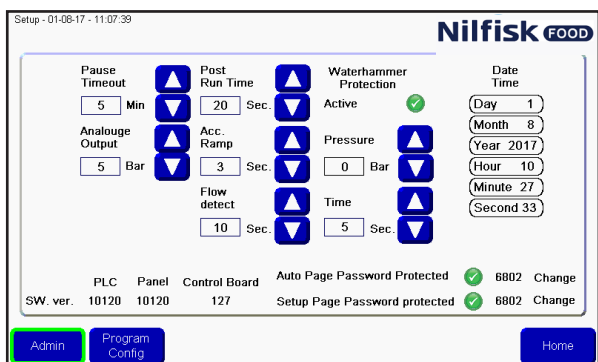 Setup - 01-08-17 - 11:07:39
Nilfisk FOOD
Pause Timeout
5 Min
Post Run Time
20 Sec.
Waterhammer Protection
Active
Date Time
Day 1
Month 8
Year 2017
Hour 10
Minute 27
Second 33
Analouge Output
5 Bar
Acc. Ramp
3 Sec.
Pressure
0 Bar
Flow detect
10 Sec.
Time
5 Sec.
Auto Page Password Protected 6802 Change
PLC Panel Control Board
SW. ver. 10120 10120 127
Setup Page Password protected 6802 Change
Admin
Program Config
Home